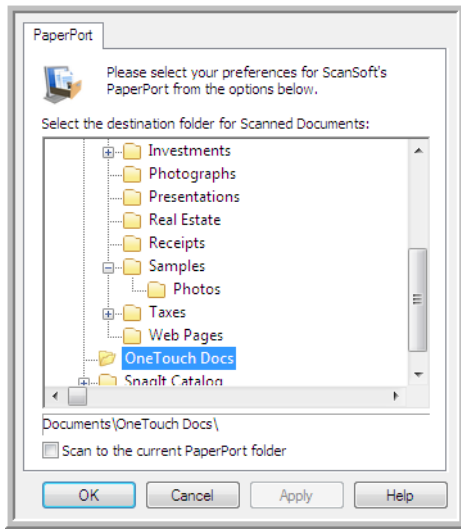 PaperPort
Please select your preferences for ScanSoft's
PaperPort from the options below.
Select the destination folder for Scanned Documents:
Investments
Photographs
Presentations
Real Estate
Receipts
Samples
Photos
Taxes
Web Pages
OneTouch Docs
SnagIt Catalog
Documents\OneTouch Docs\
Scan to the current PaperPort folder
OK Cancel Apply Help